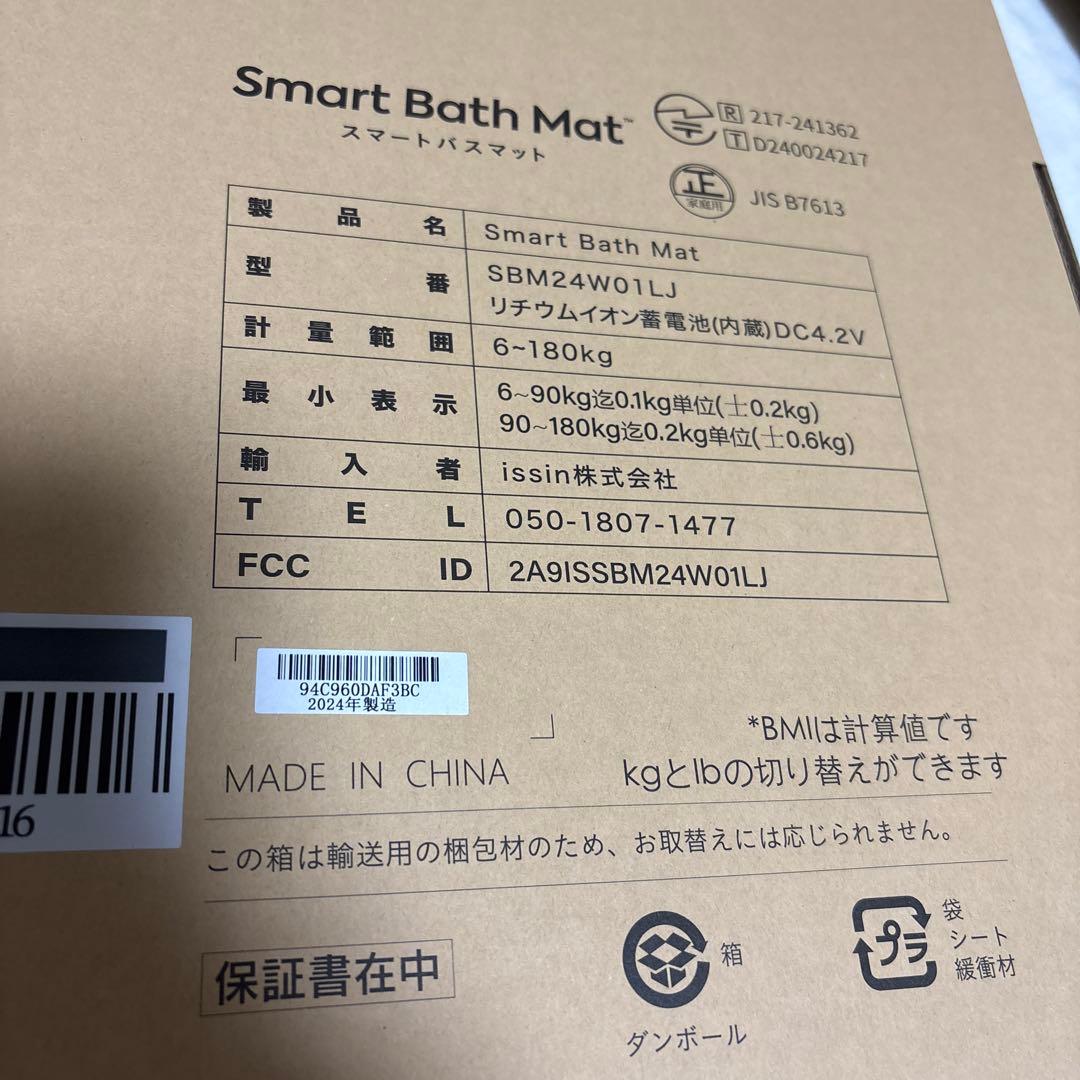 Smart Bath Mat™
スマートバスマット
R 217-241362
T D240024217
正
家庭用
JIS B7613
製品名 Smart Bath Mat
型番 SBM24W01LJ
リチウムイオン蓄電池(内蔵)DC4.2V
計量範囲 6~180kg
最小表示 6~90kg迄0.1kg単位(士0.2kg)
90~180kg迄0.2kg単位(士0.6kg)
輸入者 issin株式会社
TEL 050-1807-1477
FCC ID 2A9ISSBM24W01LJ
94C960DAF3BC
2024年製造
16
*BMIは計算値です
MADE IN CHINA
kgとlbの切り替えができます
この箱は輸送用の梱包材のため、お取替えには応じられません。
保証書在中
箱
ダンボール
プラ
袋
シート
緩衝材